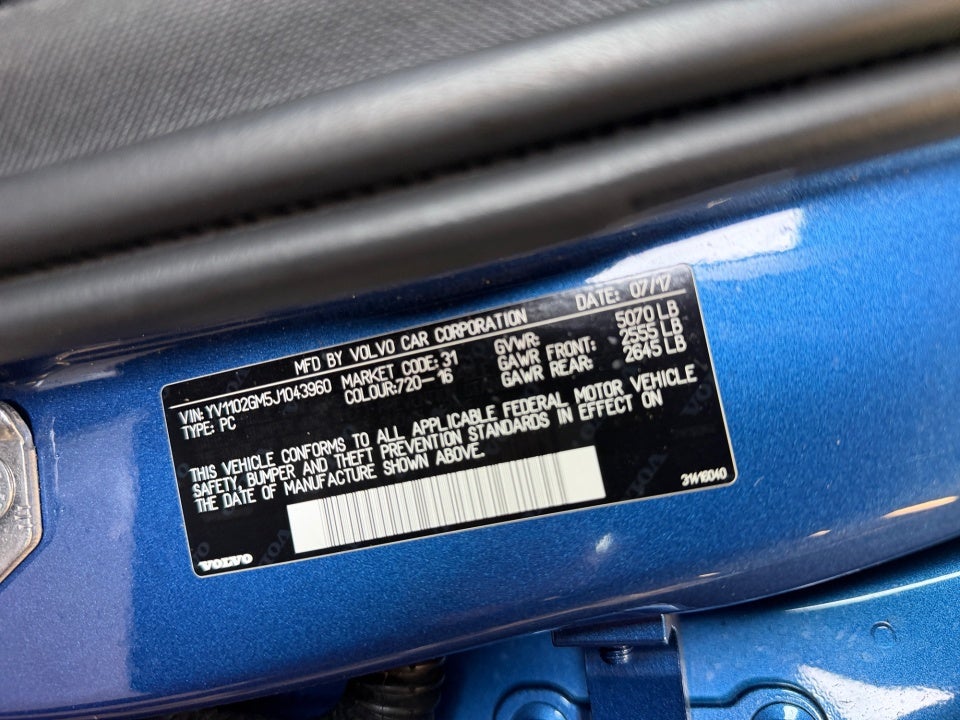 MFD BY VOLVO CAR CORPORATION DATE: 07/17
VIN: YV1102GM5J1043960 MARKET CODE: 31 GVWR: 5070 LB
TYPE: PC COLOUR:720-16 GAWR FRONT: 2555 LB
GAWR REAR: 2645 LB
THIS VEHICLE CONFORMS TO ALL APPLICABLE FEDERAL MOTOR VEHICLE
SAFETY, BUMPER AND THEFT PREVENTION STANDARDS IN EFFECT ON
THE DATE OF MANUFACTURE SHOWN ABOVE.
31416040
VOLVO